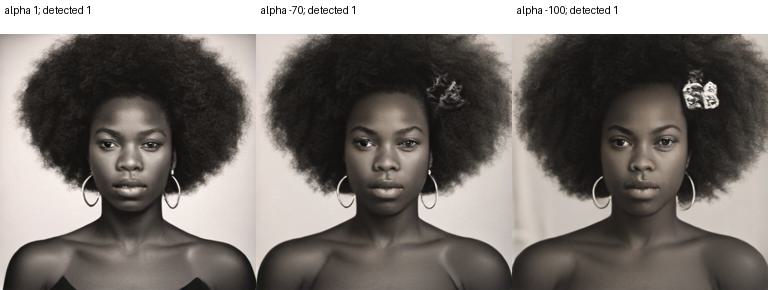 alpha 1; detected 1
alpha -70; detected 1
alpha -100; detected 1